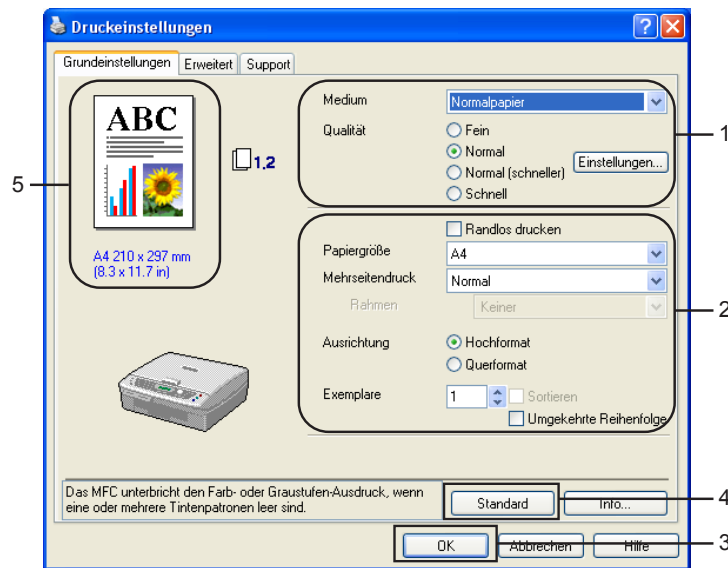 Druckeinstellungen
Grundeinstellungen Erweitert Support
ABC
1.2
A4 210 x 297 mm
(8.3 x 11.7 in)
5
Medium Normalpapier
Qualität Fein
Normal
Normal (schneller) Einstellungen...
Schnell
1
Randlos drucken
Papiergröße A4
Mehrseitendruck Normal
Rahmen Keiner
2
Ausrichtung Hochformat
Querformat
Exemplare 1 Sortieren
Umgekehrte Reihenfolge
Das MFC unterbricht den Farb- oder Graustufen-Ausdruck, wenn
eine oder mehrere Tintenpatronen leer sind.
Standard Info...
4
OK Abbrechen Hilfe
3